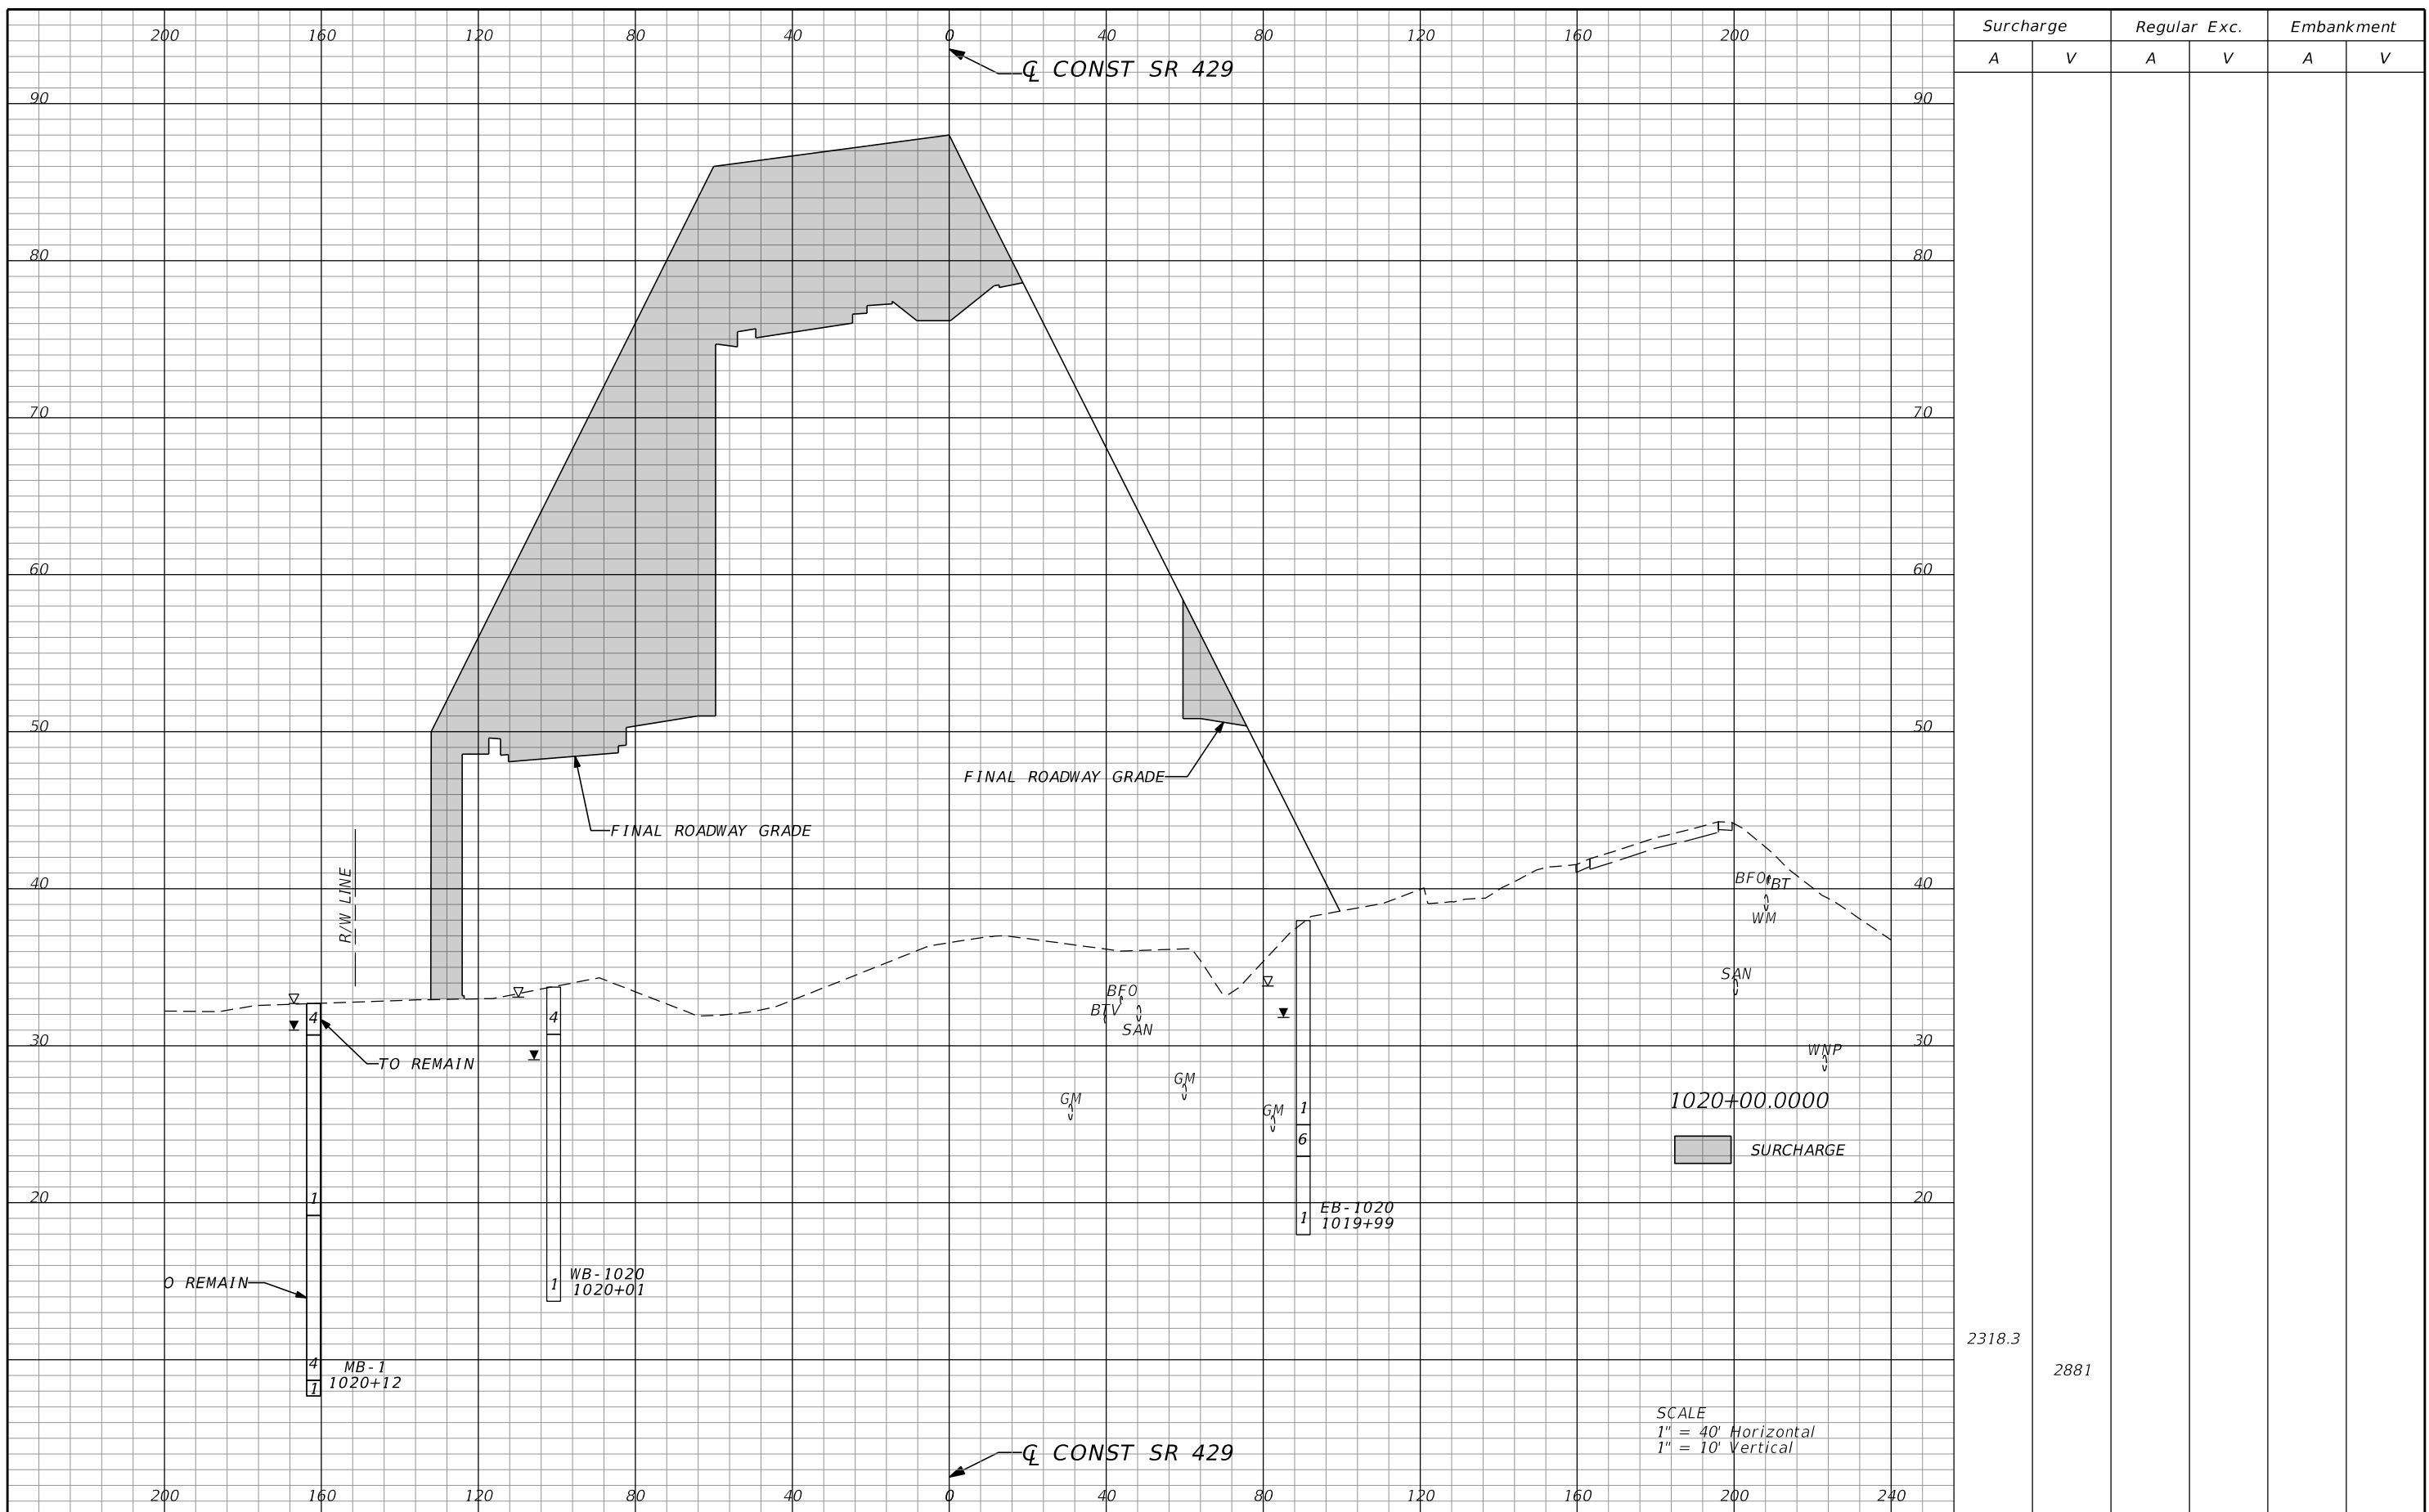 200 160 120 80 40 0 40 80 120 160 200
Surcharge Regular Exc. Embankment
A V A V A V
℄ CONST SR 429
90 90
80 80
70 70
60 60
50 50
FINAL ROADWAY GRADE
FINAL ROADWAY GRADE
R/W LINE
40 40
BFO BT
WM
SAN
BFO
BTV
SAN
4 4
30 30
TO REMAIN
WNP
GM
GM
GM
1
6
1020+00.0000
SURCHARGE
20 20
1
1
EB-1020
1019+99
O REMAIN
1
WB-1020
1020+01
2318.3
4
1
MB-1
1020+12
2881
SCALE
1" = 40' Horizontal
1" = 10' Vertical
℄ CONST SR 429
200 160 120 80 40 0 40 80 120 160 200 240